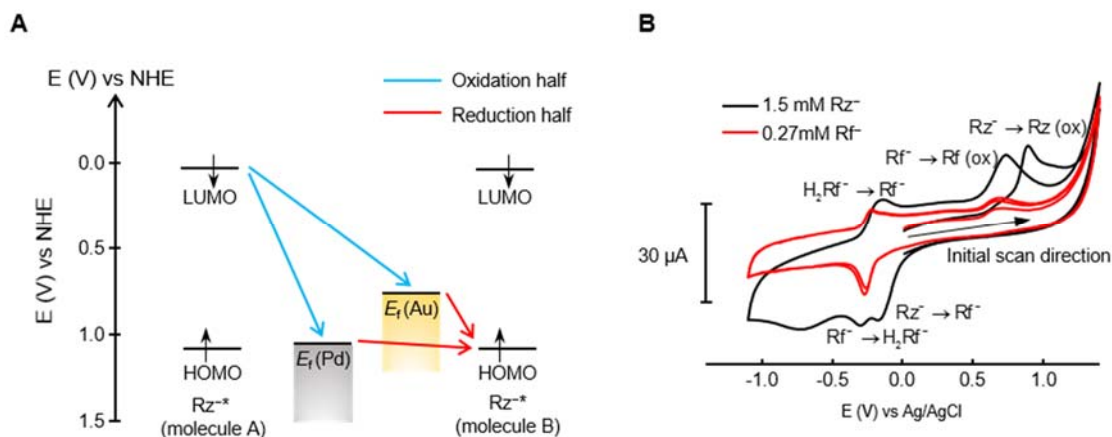 A
E (V) vs NHE
Oxidation half
Reduction half
E (V) vs NHE
0.0
0.5
1.0
1.5
LUMO
LUMO
Ef (Au)
Ef (Pd)
HOMO
HOMO
Rz⁻*
(molecule A)
Rz⁻*
(molecule B)
B
1.5 mM Rz⁻
0.27mM Rf⁻
Rz⁻ → Rz (ox)
Rf⁻ → Rf (ox)
H₂Rf⁻ → Rf⁻
30 µA
Initial scan direction
Rz⁻ → Rf⁻
Rf⁻ → H₂Rf⁻
-1.0 -0.5 0.0 0.5 1.0
E (V) vs Ag/AgCl